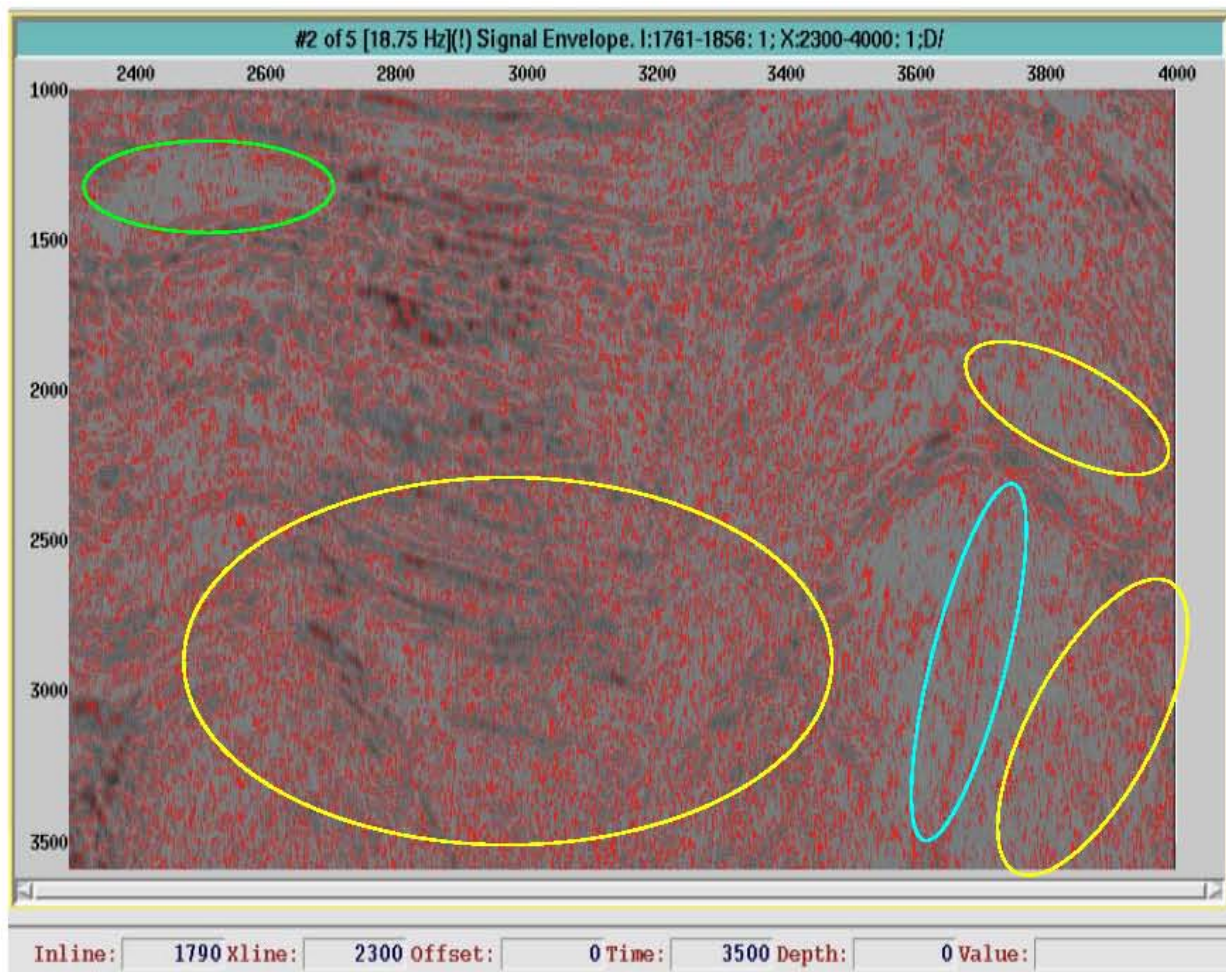 #2 of 5 [18.75 Hz](!) Signal Envelope. I:1761-1856: 1; X:2300-4000: 1;D/
2400 2600 2800 3000 3200 3400 3600 3800 4000
1000
1500
2000
2500
3000
3500
Inline: 1790 Xline: 2300 Offset: 0 Time: 3500 Depth: 0 Value: